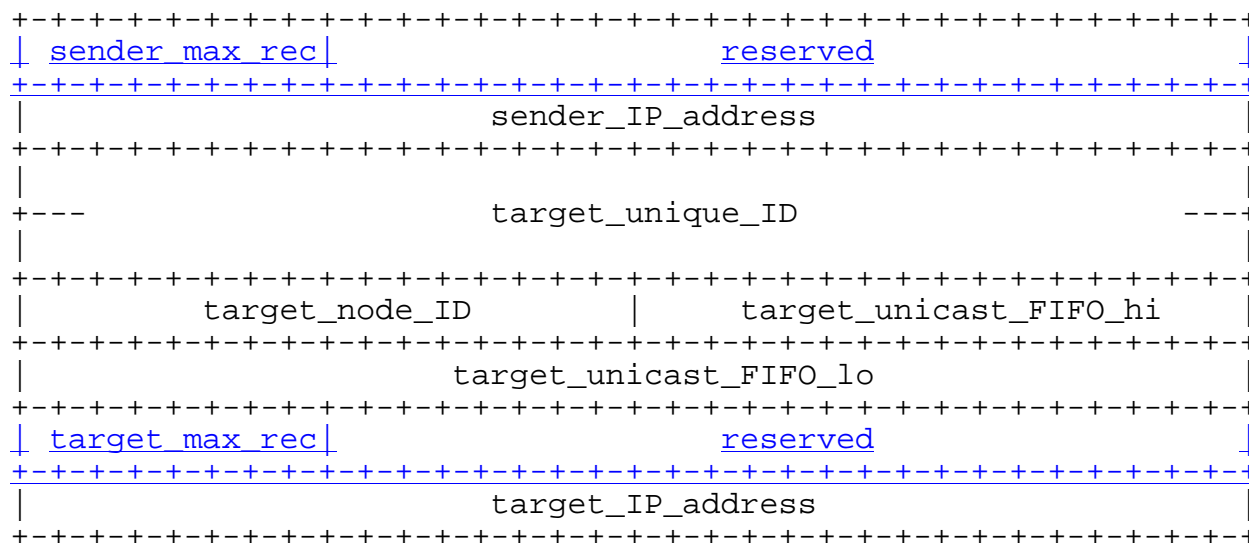 +-+-+-+-+-+-+-+-+-+-+-+-+-+-+-+-+-+-+-+-+-+-+-+-+-+-+-+-+-+-+-+-+
| sender_max_rec| reserved |
+-+-+-+-+-+-+-+-+-+-+-+-+-+-+-+-+-+-+-+-+-+-+-+-+-+-+-+-+-+-+-+-+
| sender_IP_address |
+-+-+-+-+-+-+-+-+-+-+-+-+-+-+-+-+-+-+-+-+-+-+-+-+-+-+-+-+-+-+-+-+
| |
+--- target_unique_ID ---+
| |
+-+-+-+-+-+-+-+-+-+-+-+-+-+-+-+-+-+-+-+-+-+-+-+-+-+-+-+-+-+-+-+-+
| target_node_ID | target_unicast_FIFO_hi |
+-+-+-+-+-+-+-+-+-+-+-+-+-+-+-+-+-+-+-+-+-+-+-+-+-+-+-+-+-+-+-+-+
| target_unicast_FIFO_lo |
+-+-+-+-+-+-+-+-+-+-+-+-+-+-+-+-+-+-+-+-+-+-+-+-+-+-+-+-+-+-+-+-+
| target_max_rec| reserved |
+-+-+-+-+-+-+-+-+-+-+-+-+-+-+-+-+-+-+-+-+-+-+-+-+-+-+-+-+-+-+-+-+
| target_IP_address |
+-+-+-+-+-+-+-+-+-+-+-+-+-+-+-+-+-+-+-+-+-+-+-+-+-+-+-+-+-+-+-+-+